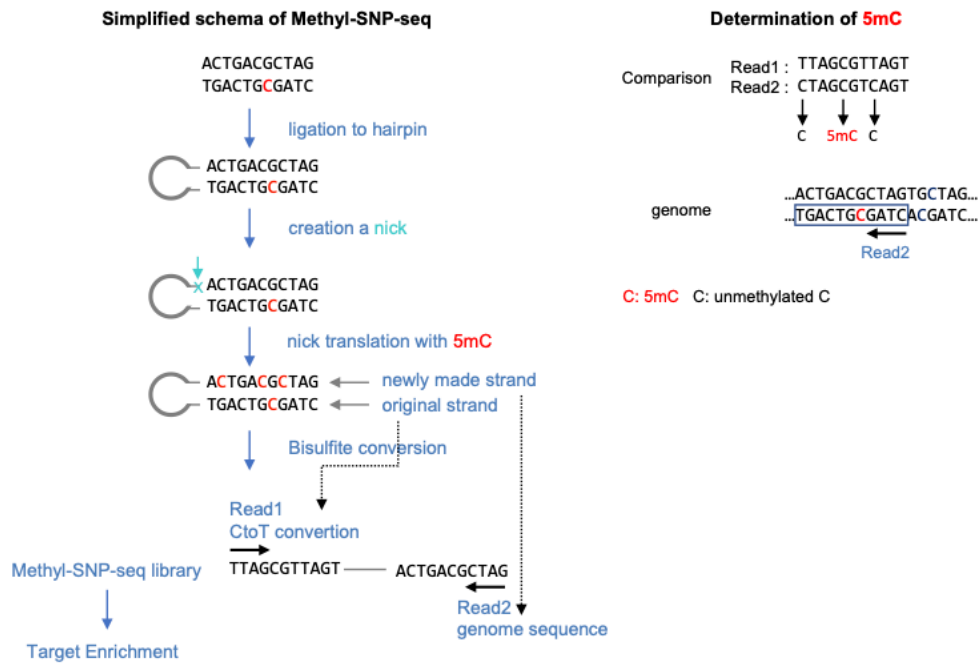 Simplified schema of Methyl-SNP-seq
ACTGACGCTAG
TGACTGCGATC
ligation to hairpin
ACTGACGCTAG
TGACTGCGATC
creation a nick
X
ACTGACGCTAG
TGACTGCGATC
nick translation with 5mC
ACTGACGCTAG
newly made strand
TGACTGCGATC
original strand
Bisulfite conversion
Read1
CtoT convertion
Methyl-SNP-seq library
TTAGCGTTAGT
ACTGACGCTAG
Read2
genome sequence
Target Enrichment
Determination of 5mC
Comparison
Read1 : TTAGCGTTAGT
Read2 : CTAGCGTCAGT
C 5mC C
genome
…ACTGACGCTAGTGCTAG…
…TGACTGCGATCACGATC…
Read2
C: 5mC C: unmethylated C